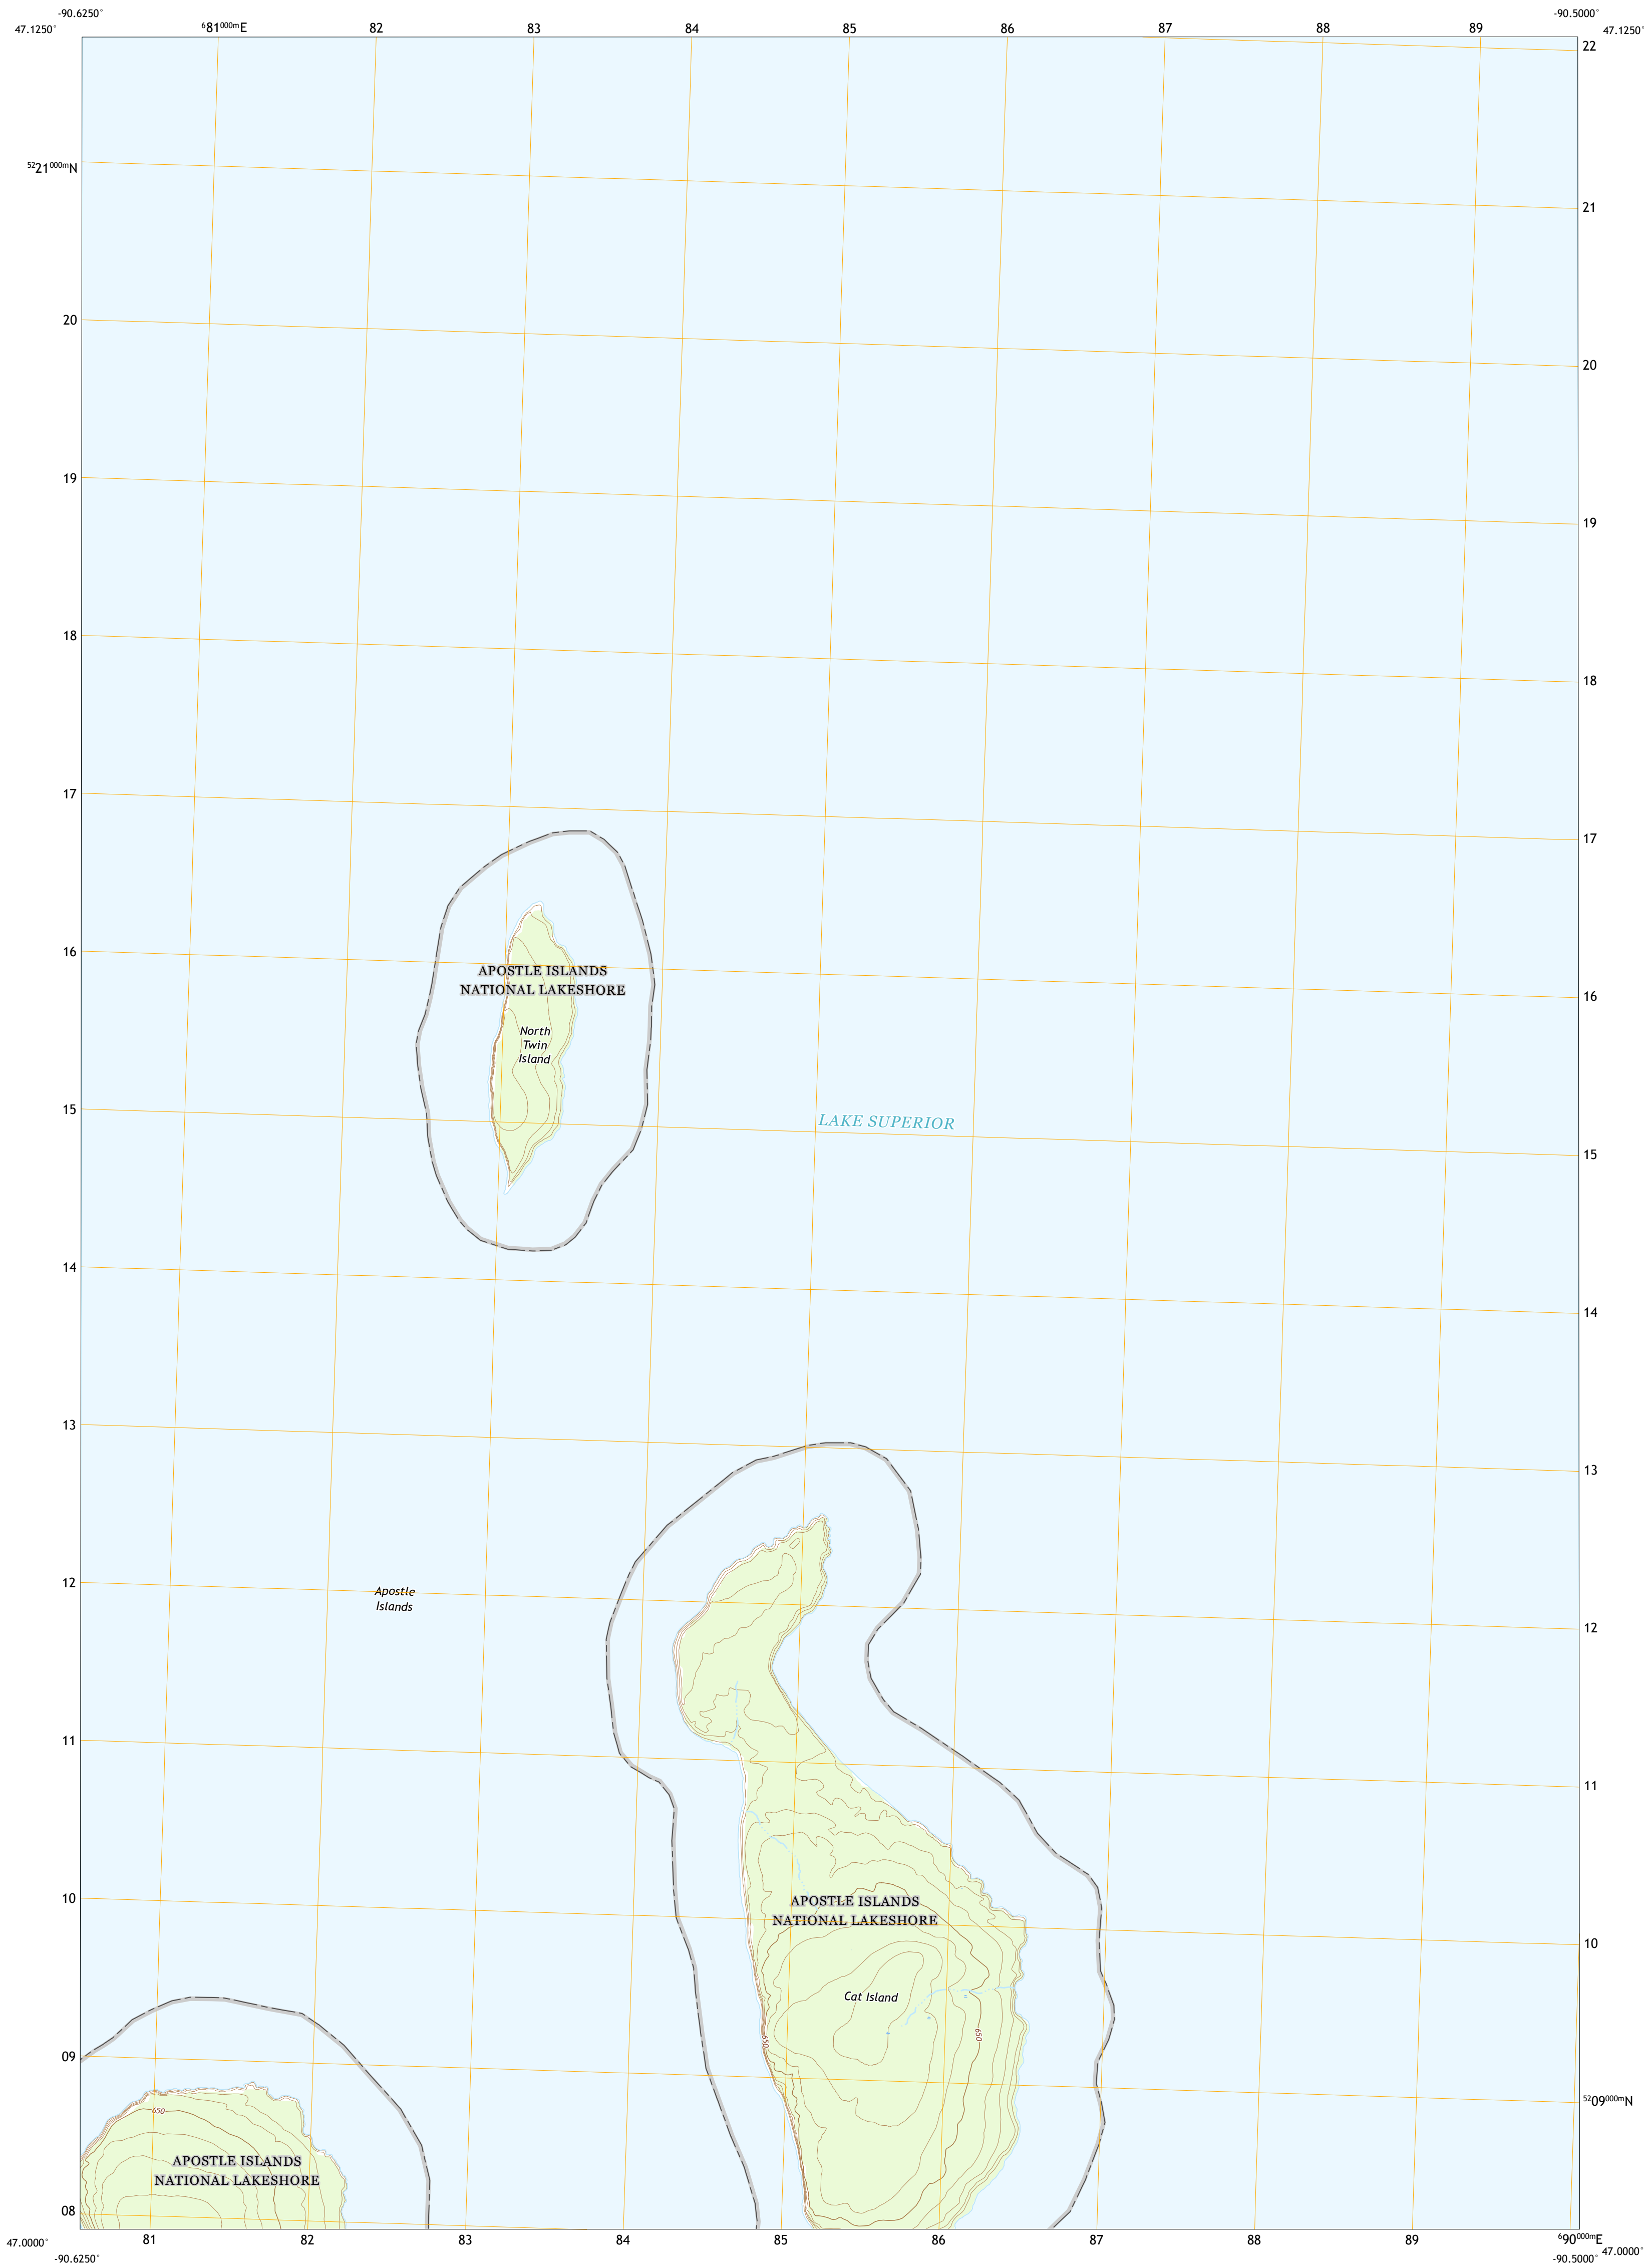 -90.6250° -90.5000°
47.1250° 681000mE 82 83 84 85 86 87 88 89 47.1250°
22
5221000mN
21
20
20
19
19
18
18
17
17
16
APOSTLE ISLANDS
NATIONAL LAKESHORE
16
North
Twin
Island
15
LAKE SUPERIOR
15
14
14
13
13
12
Apostle
Islands
12
11
11
10
APOSTLE ISLANDS
NATIONAL LAKESHORE
10
Cat Island
650
650
09
5209000mN
650
APOSTLE ISLANDS
NATIONAL LAKESHORE
08
47.0000° 81 82 83 84 85 86 87 88 89 690000mE 47.0000°
-90.6250° -90.5000°